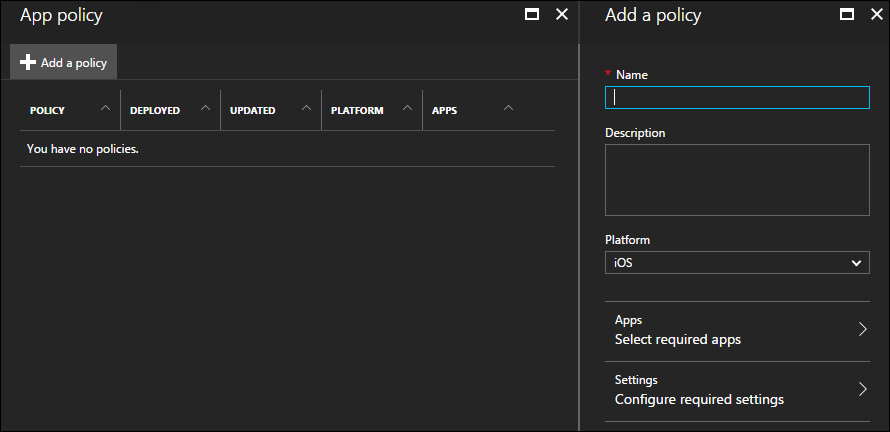 App policy
Add a policy
POLICY DEPLOYED UPDATED PLATFORM APPS
You have no policies.
Add a policy
* Name
Description
Platform
iOS
Apps
Select required apps
Settings
Configure required settings